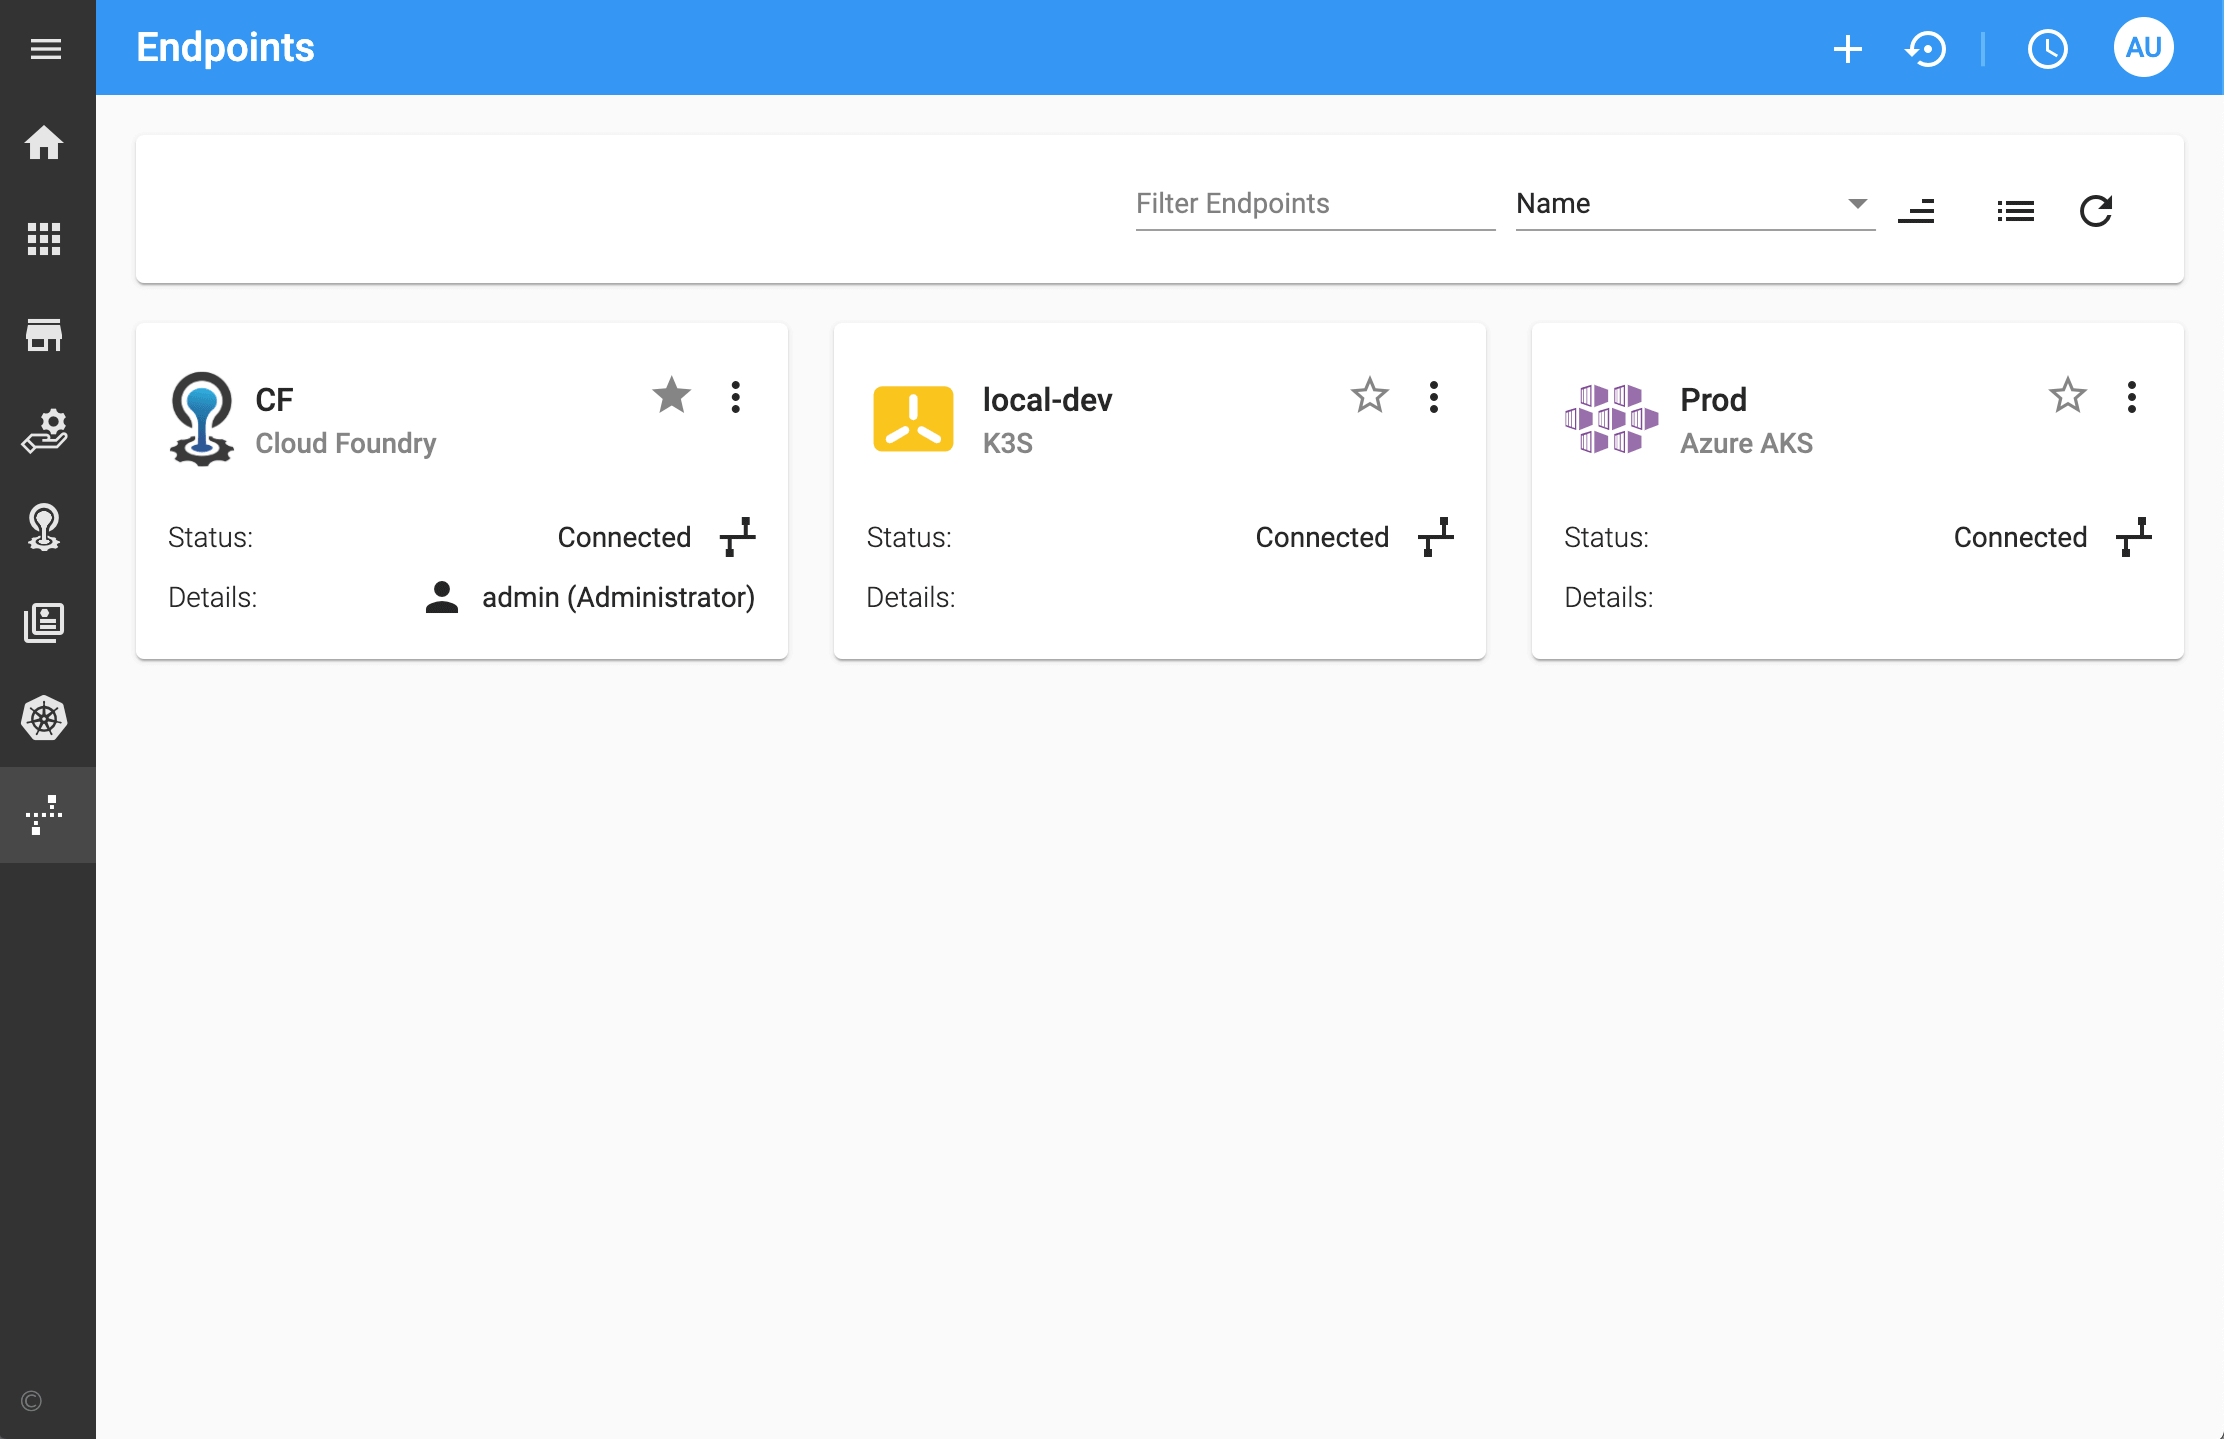 Endpoints
AU
Filter Endpoints
Name
CF
Cloud Foundry
Status:
Connected
Details:
admin (Administrator)
local-dev
K3S
Status:
Connected
Details:
Prod
Azure AKS
Status:
Connected
Details:
©